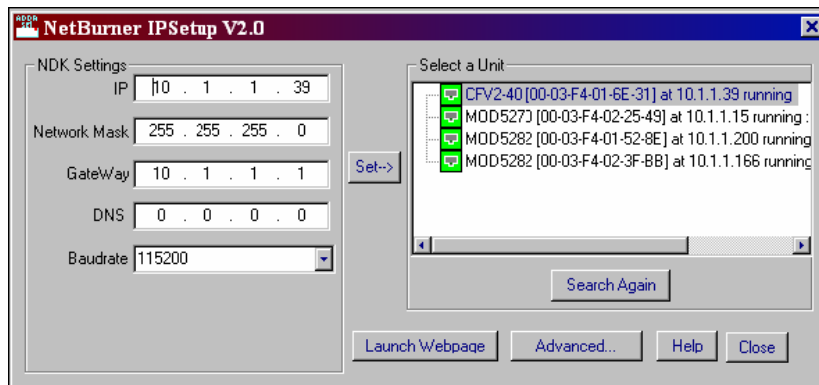 NetBurner IPSetup V2.0
NDK Settings
IP 10 . 1 . 1 . 39
Network Mask 255 . 255 . 255 . 0
GateWay 10 . 1 . 1 . 1
DNS 0 . 0 . 0 . 0
Baudrate 115200
Set-->
Select a Unit
CFV2-40 [00-03-F4-01-6E-31] at 10.1.1.39 running
MOD5270 [00-03-F4-02-25-49] at 10.1.1.15 running :
MOD5282 [00-03-F4-01-52-8E] at 10.1.1.200 running
MOD5282 [00-03-F4-02-3F-BB] at 10.1.1.166 running
Search Again
Launch Webpage
Advanced...
Help
Close